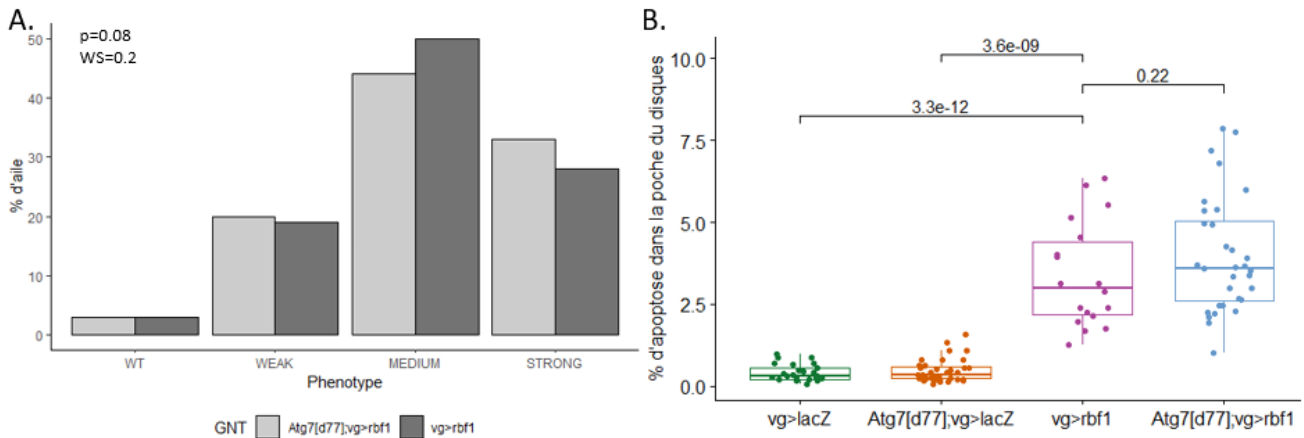 A.
p=0.08
WS=0.2
% d'aile
50
40
30
20
10
0
WT WEAK MEDIUM STRONG
Phenotype
GNT Atg7[d77];vg>rbf1 vg>rbf1
B.
% d'apoptose dans la poche du disques
10.0
7.5
5.0
2.5
0.0
3.6e-09
0.22
3.3e-12
vg>lacZ Atg7[d77];vg>lacZ vg>rbf1 Atg7[d77];vg>rbf1